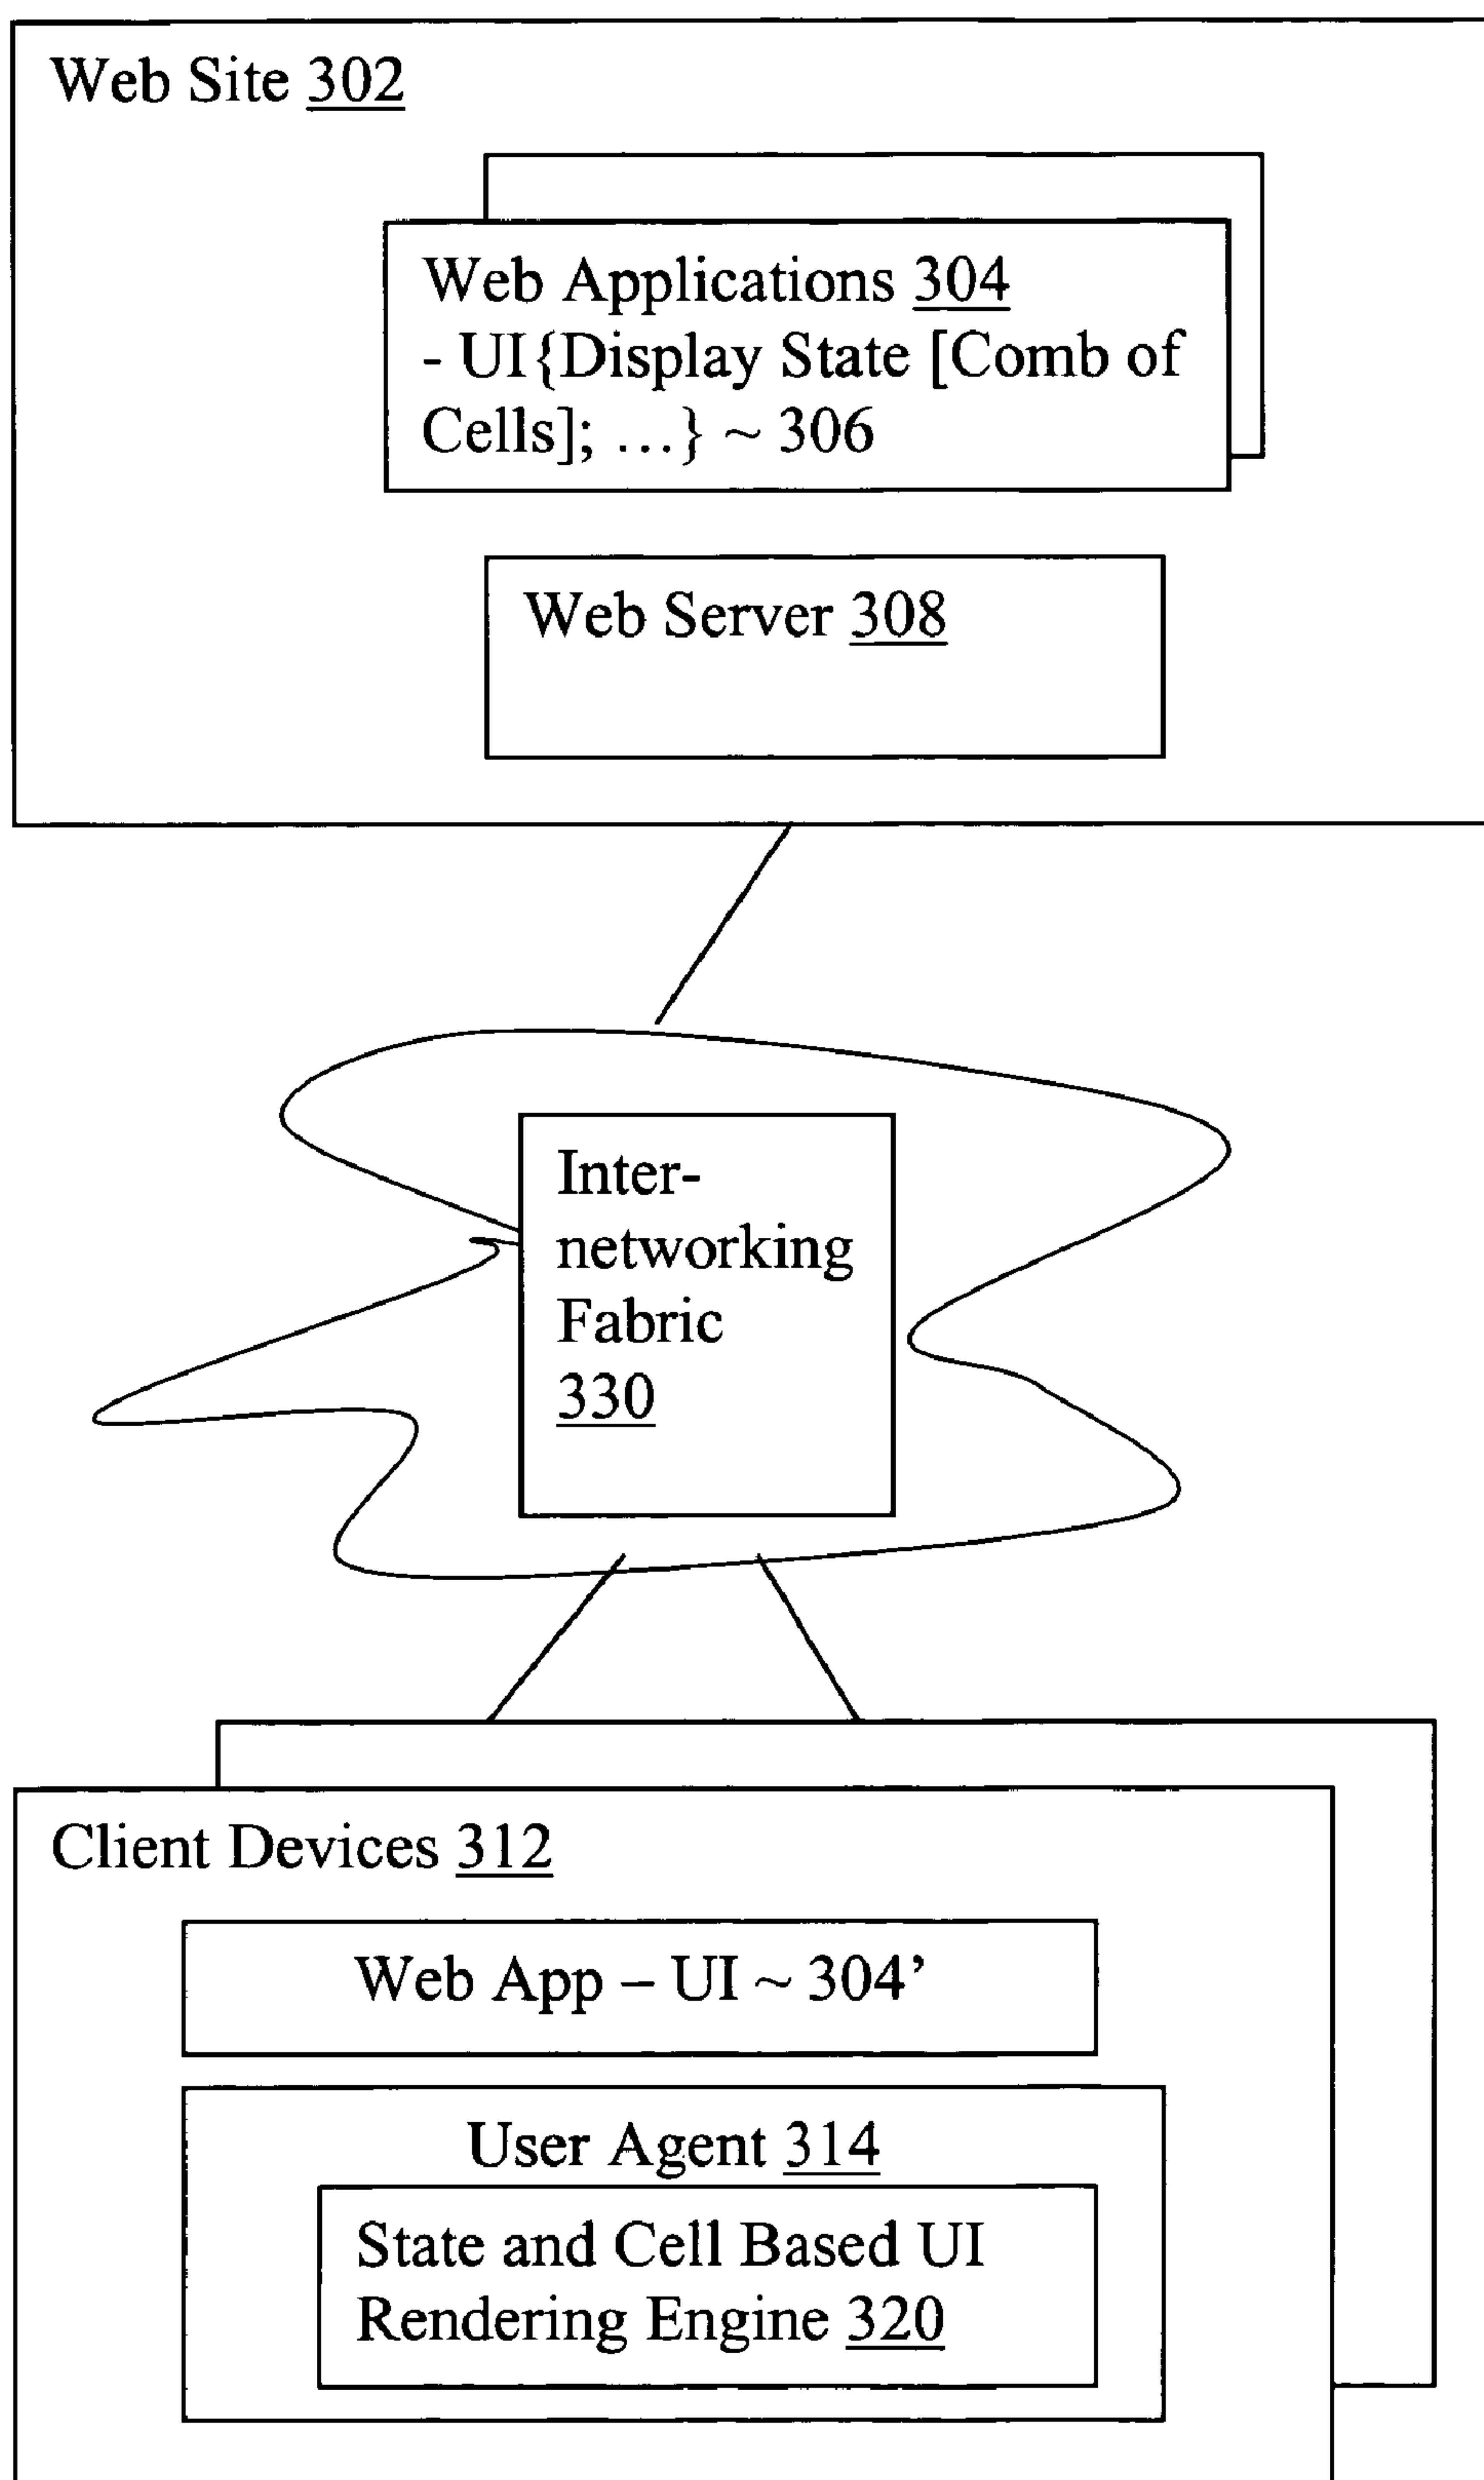 Web Site 302
Web Applications 304
- UI{Display State [Comb of
Cells]; ...} ~ 306
Web Server 308
Inter-
networking
Fabric
330
Client Devices 312
Web App – UI ~ 304’
User Agent 314
State and Cell Based UI
Rendering Engine 320